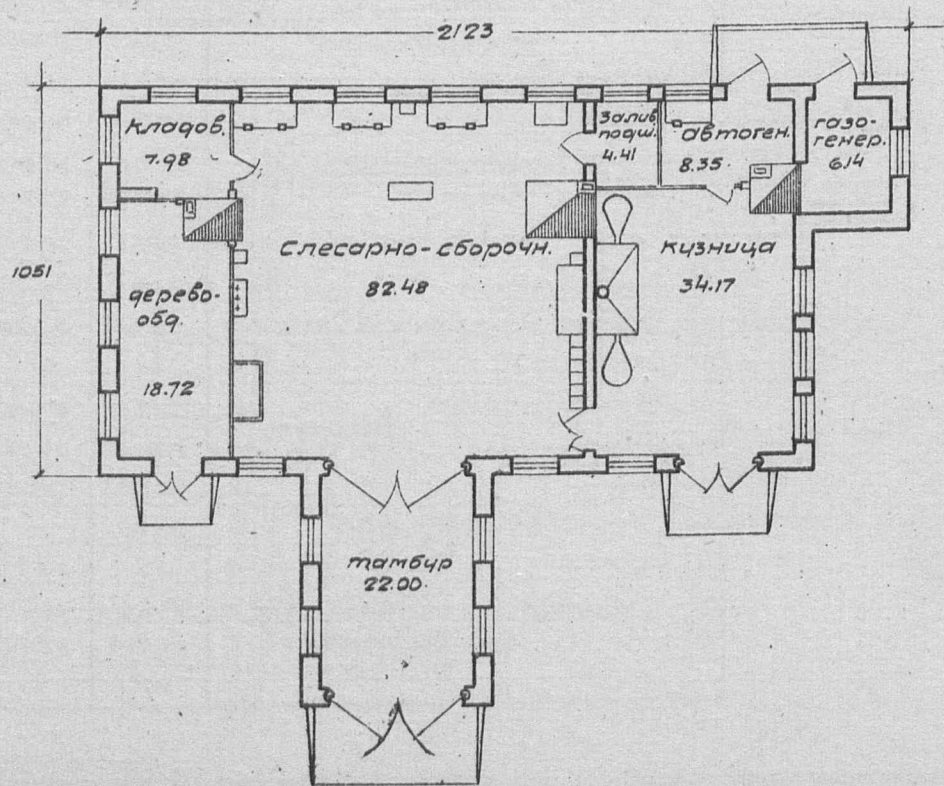 2123
1051
кладов.
7.98
Залив.
подш.
4.41
автоген.
8.35
газо-
генер.
6.14
Слесарно-сборочн.
82.48
кузница
34.17
дерево-
обд.
18.72
тамбур
22.00.